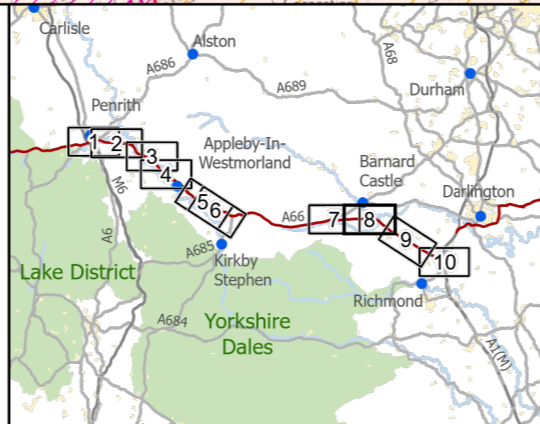 Carlisle
Alston
A686
A689
A68
Durham
Penrith
1
2
3
4
5
6
Appleby-In-
Westmorland
Barnard
Castle
Darlington
M6
A66
7
8
9
10
A6
A685
Kirkby
Stephen
Lake District
Richmond
A684
Yorkshire
Dales
A1(M)